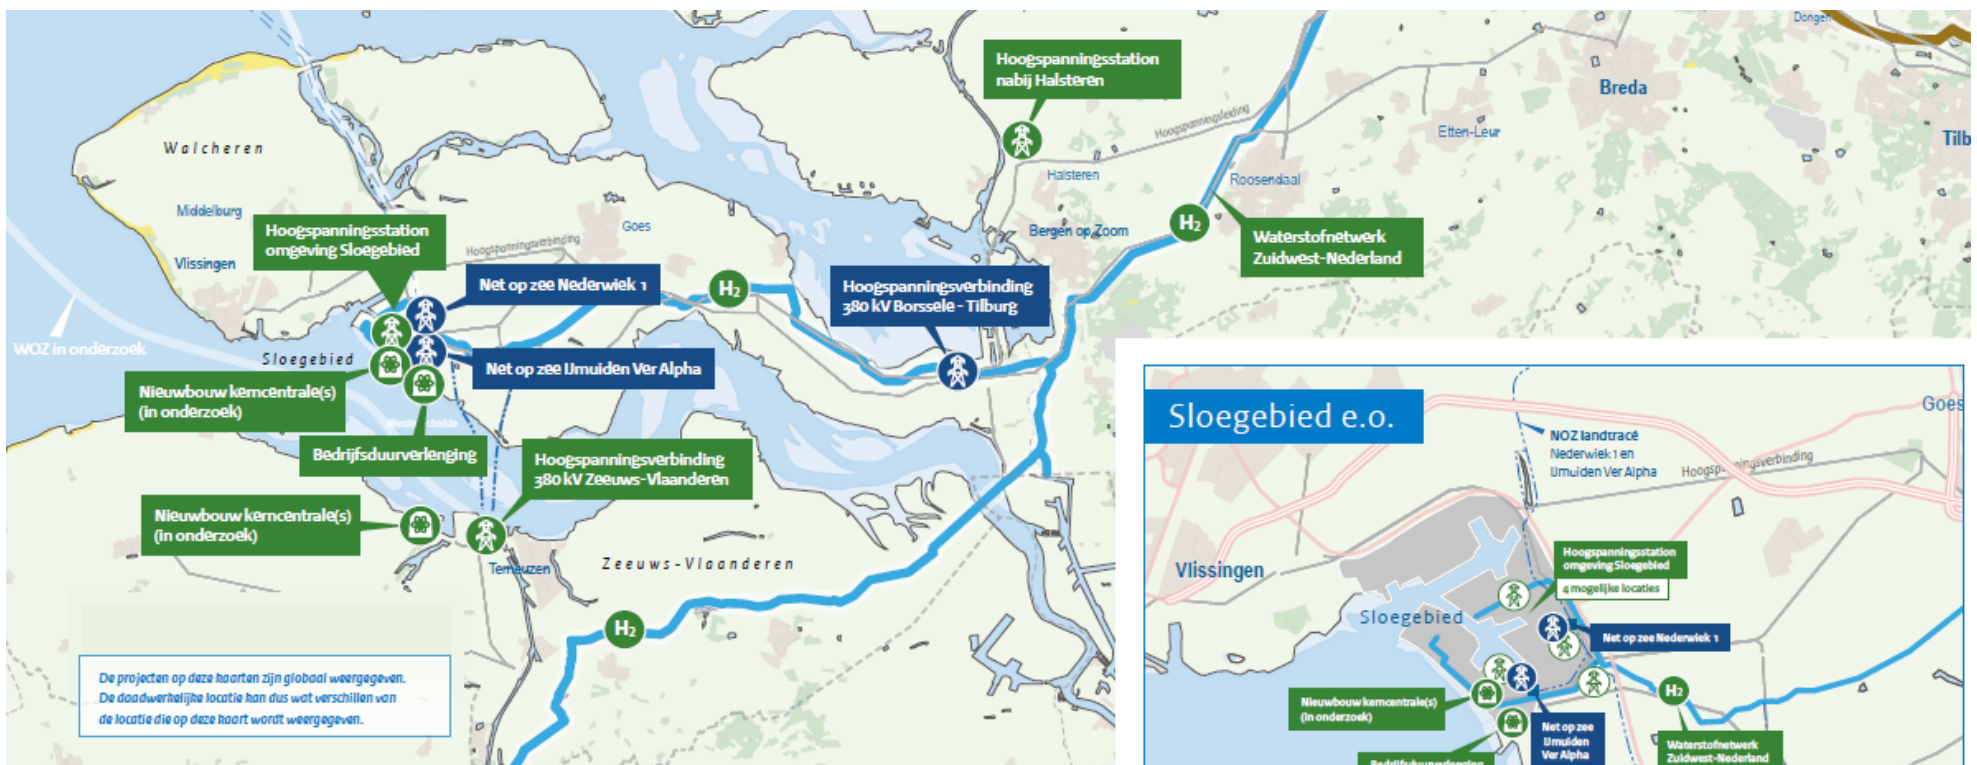 Dongen
Hoogspanningsstation
nabij Halsteren
Breda
Hoogspanningsleiding
Etten-Leur
Tilb
Walcheren
Halsteren
Roosendaal
Middelburg
Hoogspanningsstation
omgeving Sloegebied
Goes
Hoogspanningsverbinding
Bergen op Zoom
H2
Waterstofnetwerk
Zuidwest-Nederland
Vlissingen
Net op zee Nederwiek 1
H2
Hoogspanningsverbinding
380 kV Borssele - Tilburg
WOZ in onderzoek
Sloegebied
Net op zee IJmuiden Ver Alpha
Nieuwbouw kerncentrale(s)
(in onderzoek)
Bedrijfsduurverlenging
Hoogspanningsverbinding
380 kV Zeeuws-Vlaanderen
Nieuwbouw kerncentrale(s)
(in onderzoek)
Terneuzen
Zeeuws-Vlaanderen
H2
De projecten op deze kaarten zijn globaal weergegeven.
De daadwerkelijke locatie kan dus wat verschillen van
de locatie die op deze kaart wordt weergegeven.
Sloegebied e.o.
Goes
NOZ landtracé
Nederwiek 1 en
IJmuiden Ver Alpha
Hoogspanningsverbinding
Vlissingen
Hoogspanningsstation
omgeving Sloegebied
4 mogelijke locaties
Sloegebied
Net op zee Nederwiek 1
H2
Nieuwbouw kerncentrale(s)
(in onderzoek)
Net op zee
IJmuiden
Ver Alpha
Waterstofnetwerk
Zuidwest-Nederland
Bedrijfsduurverlenging